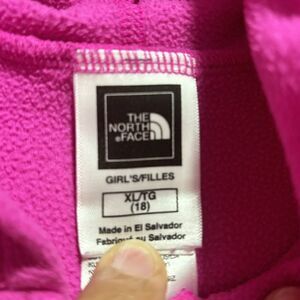 THE
NORTH
FACE
GIRL'S/FILLES
XL/TG
(18)
Made in El Salvador
Fabriqué au Salvador